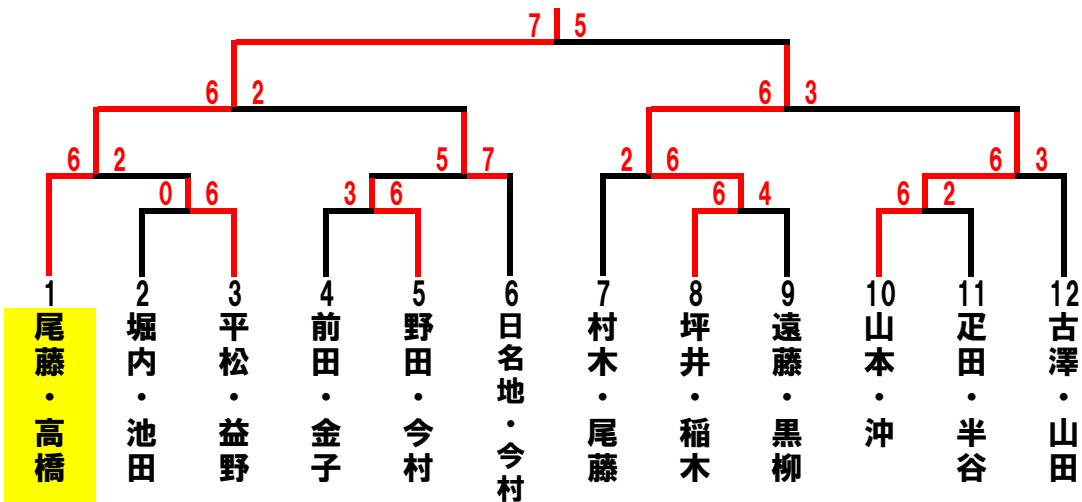 7 5
6 2 6 3
6 2 5 7 2 6 6 3
0 6 3 6 6 4 6 2
1 2 3 4 5 6 7 8 9 10 11 12
尾藤・高橋
堀内・池田
平松・益野
前田・金子
野田・今村
日名地・今村
村木・尾藤
坪井・稲木
遠藤・黒柳
山本・沖
疋田・半谷
古澤・山田